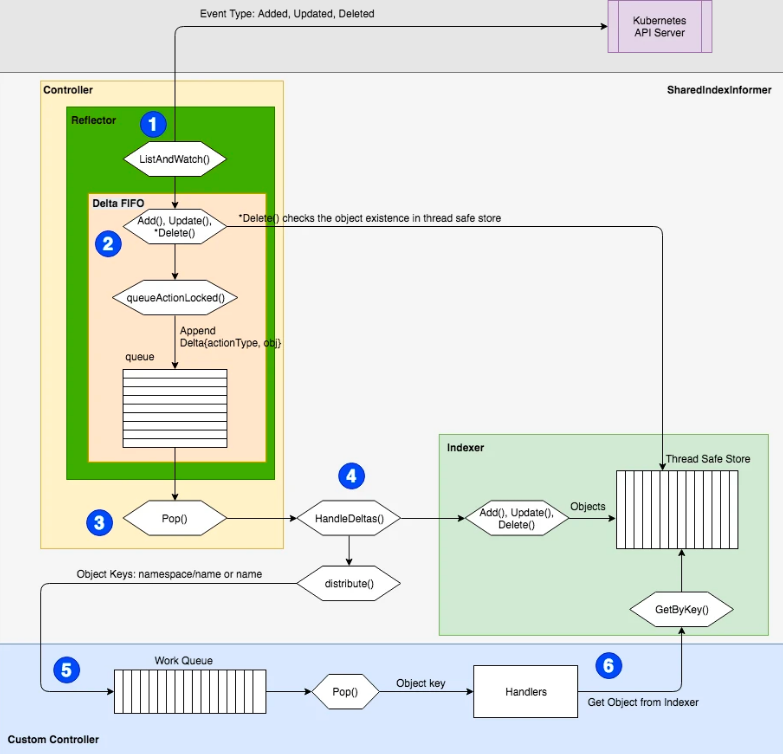 Event Type: Added, Updated, Deleted
Kubernetes
API Server
Controller
SharedIndexInformer
Reflector
1
ListAndWatch()
Delta FIFO
Add(), Update(),
*Delete()
*Delete() checks the object existence in thread safe store
2
queueActionLocked()
Append
Delta{actionType, obj}
queue
Indexer
Thread Safe Store
4
3
Pop()
HandleDeltas()
Add(), Update(),
Delete()
Objects
Object Keys: namespace/name or name
distribute()
GetByKey()
5
Work Queue
6
Pop()
Object key
Handlers
Get Object from Indexer
Custom Controller